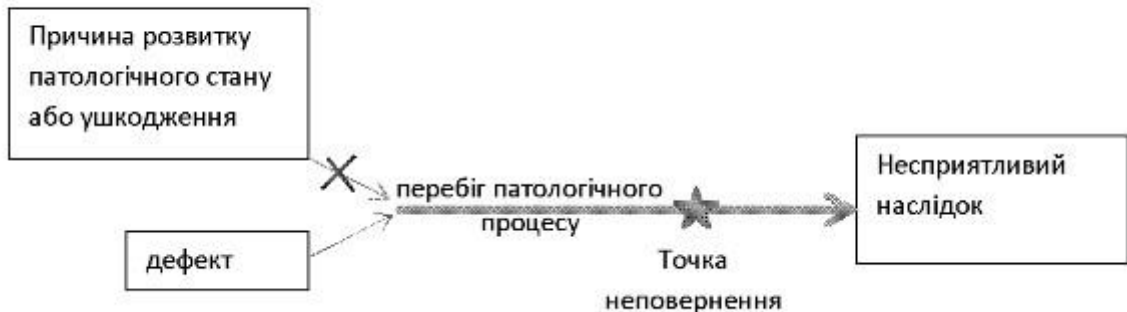 Причина розвитку
патологічного стану
або ушкодження
перебіг патологічного
процесу
дефект
Точка
неповернення
Несприятливий
наслідок